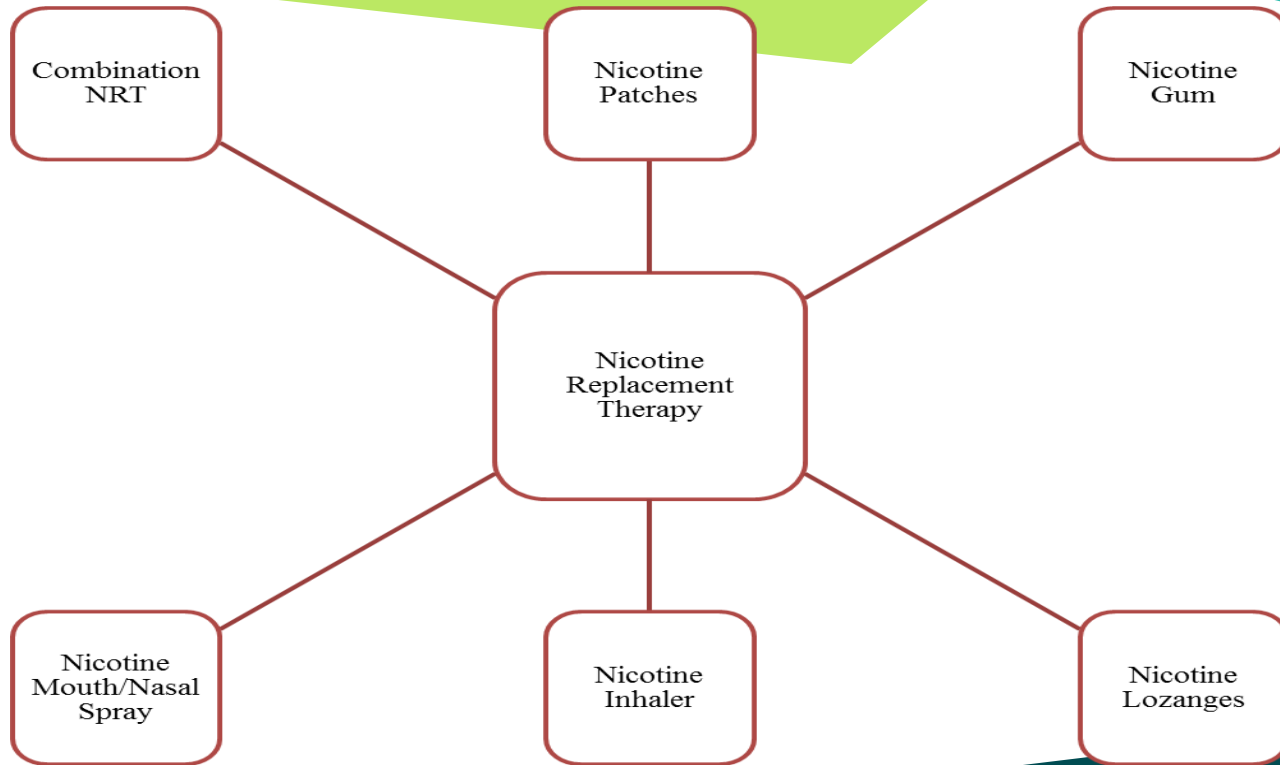 Combination
NRT
Nicotine
Patches
Nicotine
Gum
Nicotine
Replacement
Therapy
Nicotine
Mouth/Nasal
Spray
Nicotine
Inhaler
Nicotine
Lozanges